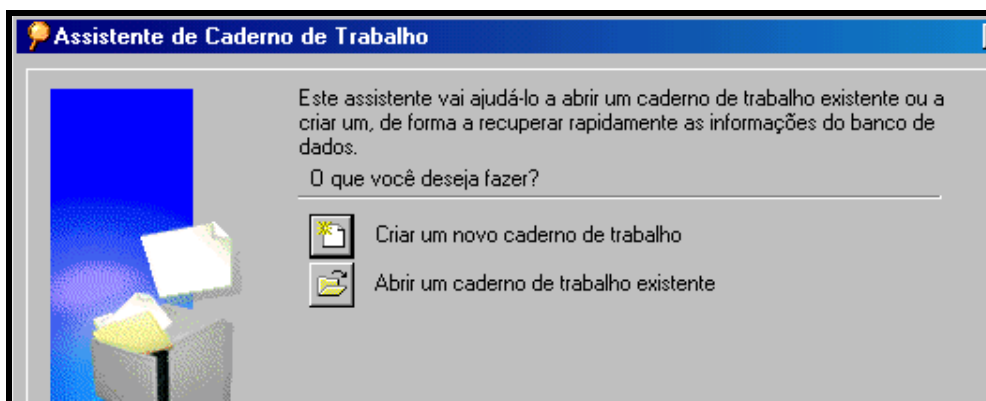 Assistente de Caderno de Trabalho
Este assistente vai ajudá-lo a abrir um caderno de trabalho existente ou a
criar um, de forma a recuperar rapidamente as informações do banco de
dados.
O que você deseja fazer?
Criar um novo caderno de trabalho
Abrir um caderno de trabalho existente